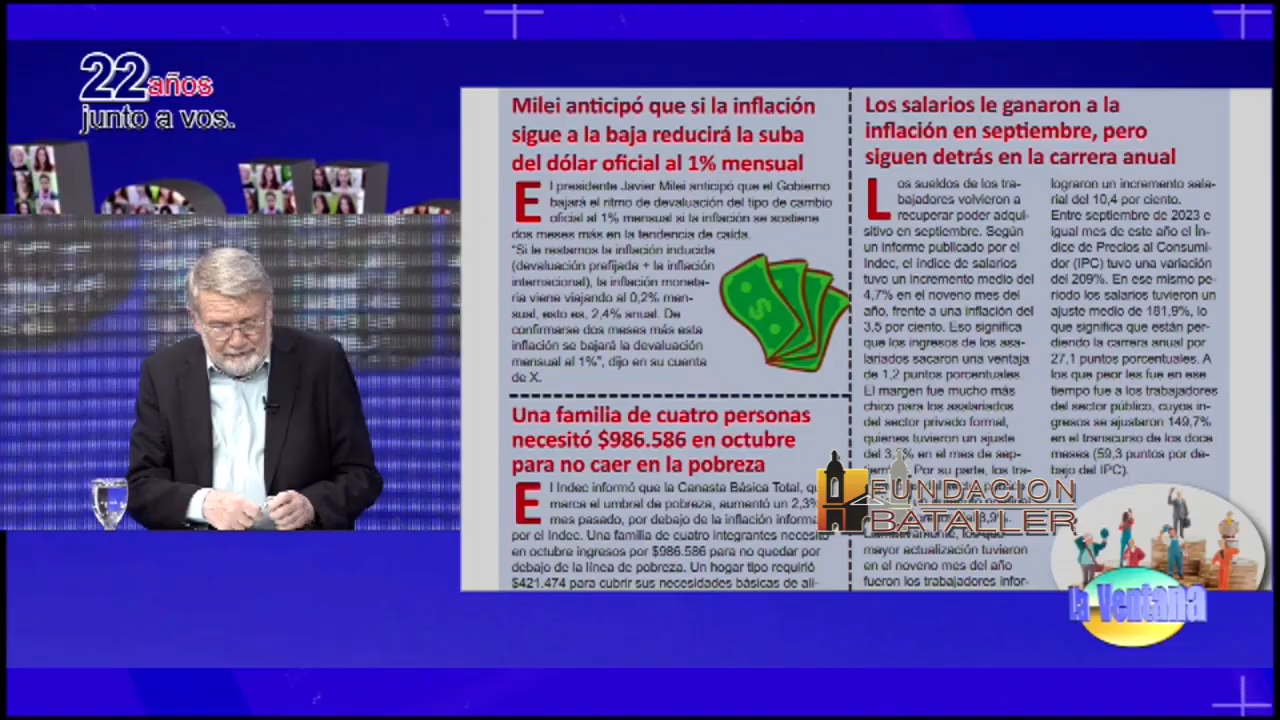 22años
junto a vos.
Milei anticipó que si la inflación
sigue a la baja reducirá la suba
del dólar oficial al 1% mensual
El presidente Javier Milei anticipó que el Gobierno
bajará el ritmo de devaluación del tipo de cambio
oficial al 1% mensual si la inflación se sostiene
dos meses más en la tendencia de caída.
"Si le restamos la inflación inducida
(devaluación prefijada + la inflación
internacional), la inflación moneta-
ria viene viajando al 0,2% men-
sual, esto es, 2,4% anual. De
confirmarse dos meses más esta
inflación se bajará la devaluación
mensual al 1%", dijo en su cuenta
de X.
Una familia de cuatro personas
necesitó $986.586 en octubre
para no caer en la pobreza
El Indec informó que la Canasta Básica Total, qu
marca el umbral de pobreza, aumentó un 2,3%
mes pasado, por debajo de la inflación informa
por el Indec. Una familia de cuatro integrantes necesitó
en octubre ingresos por $986.586 para no quedar por
debajo de la línea de pobreza. Un hogar tipo requirió
$421.474 para cubrir sus necesidades básicas de ali-
Los salarios le ganaron a la
inflación en septiembre, pero
siguen detrás en la carrera anual
Los sueldos de los tra-
bajadores volvieron a
recuperar poder adqui-
sitivo en septiembre. Según
un informe publicado por el
Indec, el índice de salarios
tuvo un incremento medio del
4,7% en el noveno mes del
año, frente a una inflación del
3,5 por ciento. Eso significa
que los ingresos de los asa-
lariados sacaron una ventaja
de 1,2 puntos porcentuales.
El margen fue mucho más
chico para los asalariados
del sector privado formal,
quienes tuvieron un ajuste
del en el mes de sep-
Por su parte, los tra-
mayor actualización tuvieron
en el noveno mes del año
fueron los trabajadores infor-
lograron un incremento sala-
rial del 10,4 por ciento.
Entre septiembre de 2023 e
igual mes de este año el Ín-
dice de Precios al Consumi-
dor (IPC) tuvo una variación
del 209%. En ese mismo pe-
ríodo los salarios tuvieron un
ajuste medio de 181,9%, lo
que significa que están per-
diendo la carrera anual por
27,1 puntos porcentuales. A
los que peor les fue en ese
tiempo fue a los trabajadores
del sector público, cuyos in-
gresos se ajustaron 149,7%
en el transcurso de los doce
meses (59,3 puntos por de-
bajo del IPC).
FUNDACION
BATALLER
la Ventana